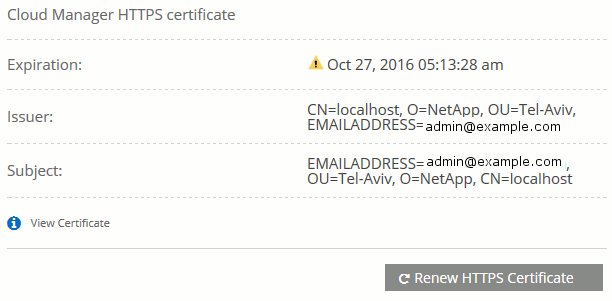 Cloud Manager HTTPS certificate
Expiration: Oct 27, 2016 05:13:28 am
Issuer: CN=localhost, O=NetApp, OU=Tel-Aviv,
EMAILADDRESS=admin@example.com
Subject: EMAILADDRESS=admin@example.com ,
OU=Tel-Aviv, O=NetApp, CN=localhost
View Certificate
Renew HTTPS Certificate